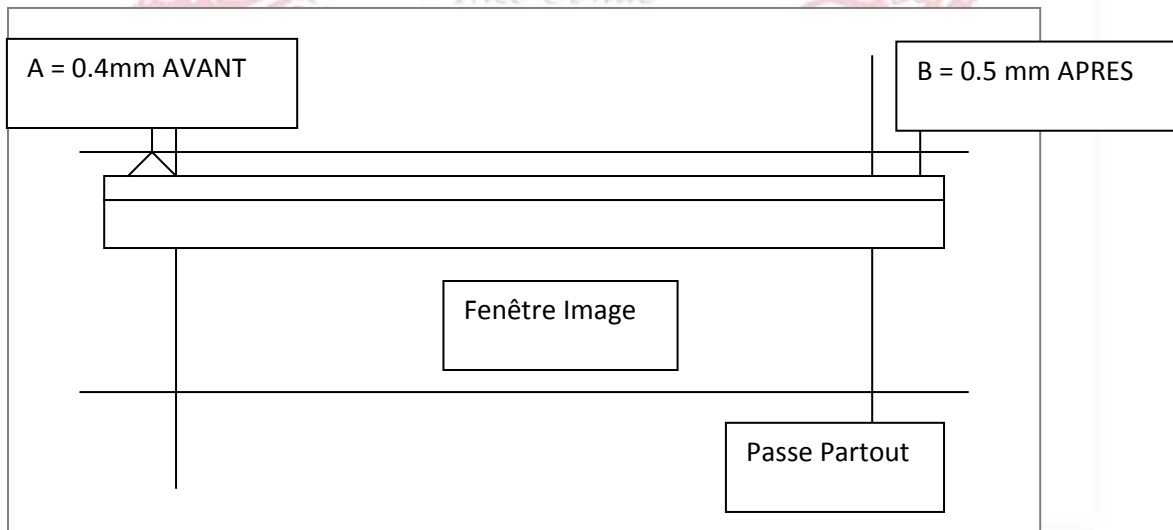 A = 0.4mm AVANT
B = 0.5 mm APRES
Fenêtre Image
Passe Partout